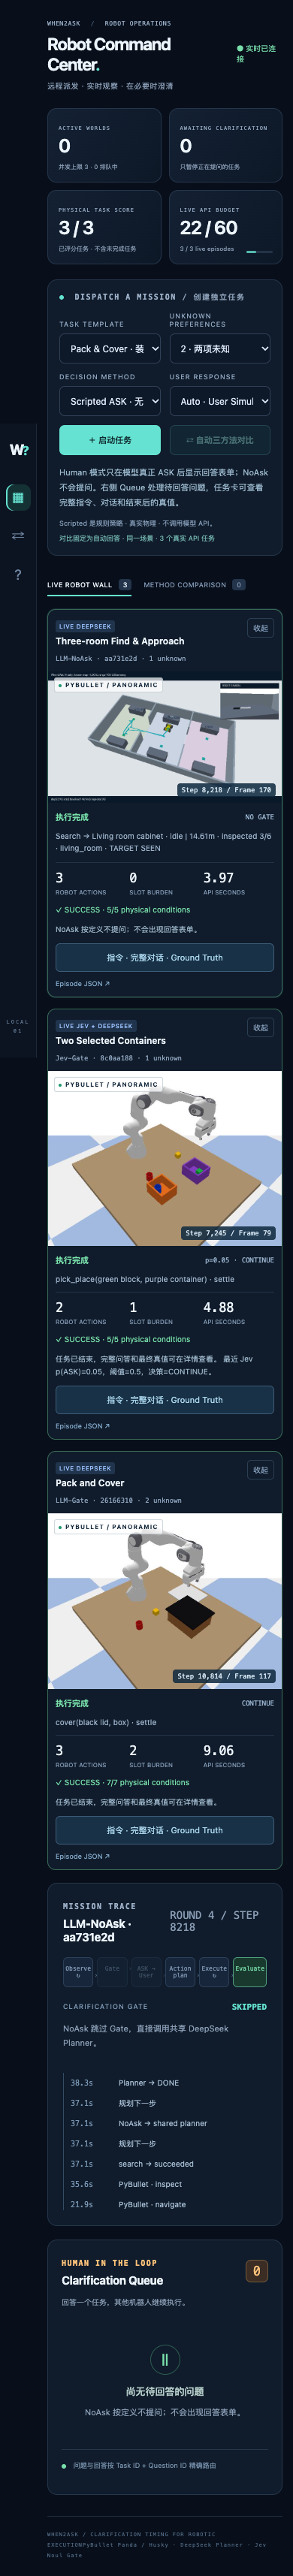 WHEN2ASK / ROBOT OPERATIONS
Robot Command
Center.
实时已连
接
远程派发 · 实时观察 · 在必要时澄清
ACTIVE WORLDS
0
并发上限 3 · 0 排队中
AWAITING CLARIFICATION
0
只暂停正在提问的任务
PHYSICAL TASK SCORE
3/3
已评分任务 · 不含未完成任务
LIVE API BUDGET
22/60
3 / 3 live episodes
DISPATCH A MISSION / 创建独立任务
TASK TEMPLATE
UNKNOWN
PREFERENCES
Pack & Cover · 装
2 · 两项未知
DECISION METHOD
USER RESPONSE
Scripted ASK · 无
Auto · User Simul
+ 启动任务
⇄ 自动三方法对比
Human 模式只在模型真正 ASK 后显示回答表单；NoAsk
不会提问。右侧 Queue 处理待回答问题，任务卡可查看
完整指令、对话和结束后的真值。
Scripted 是规则策略 · 真实物理 · 不调用模型 API。
对比固定为自动回答 · 同一场景 · 3 个真实 API 任务
W?
⇄
?
LOCAL
01
LIVE ROBOT WALL 3
METHOD COMPARISON 0
LIVE DEEPSEEK
收起
Three-room Find & Approach
LLM-NoAsk · aa731e2d · 1 unknown
PYBULLET / PANORAMIC
Step 8,218 / Frame 170
执行完成
NO GATE
Search → Living room cabinet · idle | 14.61m · inspected 3/6
· living_room · TARGET SEEN
3
0
3.97
ROBOT ACTIONS
SLOT BURDEN
API SECONDS
✓ SUCCESS · 5/5 physical conditions
NoAsk 按定义不提问；不会出现回答表单。
指令 · 完整对话 · Ground Truth
Episode JSON ↗
LIVE JEV + DEEPSEEK
收起
Two Selected Containers
Jev-Gate · 8c0aa188 · 1 unknown
PYBULLET / PANORAMIC
Step 7,245 / Frame 79
执行完成
p=0.05 · CONTINUE
pick_place(green block, purple container) · settle
2
1
4.88
ROBOT ACTIONS
SLOT BURDEN
API SECONDS
✓ SUCCESS · 5/5 physical conditions
任务已结束，完整问答和最终真值可在详情查看。 最近 Jev
p(ASK)=0.05，阈值=0.5，决策=CONTINUE。
指令 · 完整对话 · Ground Truth
Episode JSON ↗
LIVE DEEPSEEK
收起
Pack and Cover
LLM-Gate · 26166310 · 2 unknown
PYBULLET / PANORAMIC
Step 10,814 / Frame 117
执行完成
CONTINUE
cover(black lid, box) · settle
3
2
9.06
ROBOT ACTIONS
SLOT BURDEN
API SECONDS
✓ SUCCESS · 7/7 physical conditions
任务已结束，完整问答和最终真值可在详情查看。
指令 · 完整对话 · Ground Truth
Episode JSON ↗
MISSION TRACE
LLM-NoAsk ·
aa731e2d
ROUND 4 / STEP
8218
Observe
↻
Gate
ASK →
User
Action
plan
Execute
↻
Evaluate
CLARIFICATION GATE
SKIPPED
NoAsk 跳过 Gate，直接调用共享 DeepSeek
Planner。
38.3s Planner → DONE
37.1s 规划下一步
37.1s NoAsk → shared planner
37.1s 规划下一步
37.1s search → succeeded
35.6s PyBullet · inspect
21.9s PyBullet · navigate
HUMAN IN THE LOOP
Clarification Queue
0
回答一个任务，其他机器人继续执行。
尚无待回答的问题
NoAsk 按定义不提问；不会出现回答表单。
问题与回答按 Task ID + Question ID 精确路由
WHEN2ASK / CLARIFICATION TIMING FOR ROBOTIC
EXECUTIONPyBullet Panda / Husky · DeepSeek Planner · Jev
Noul Gate